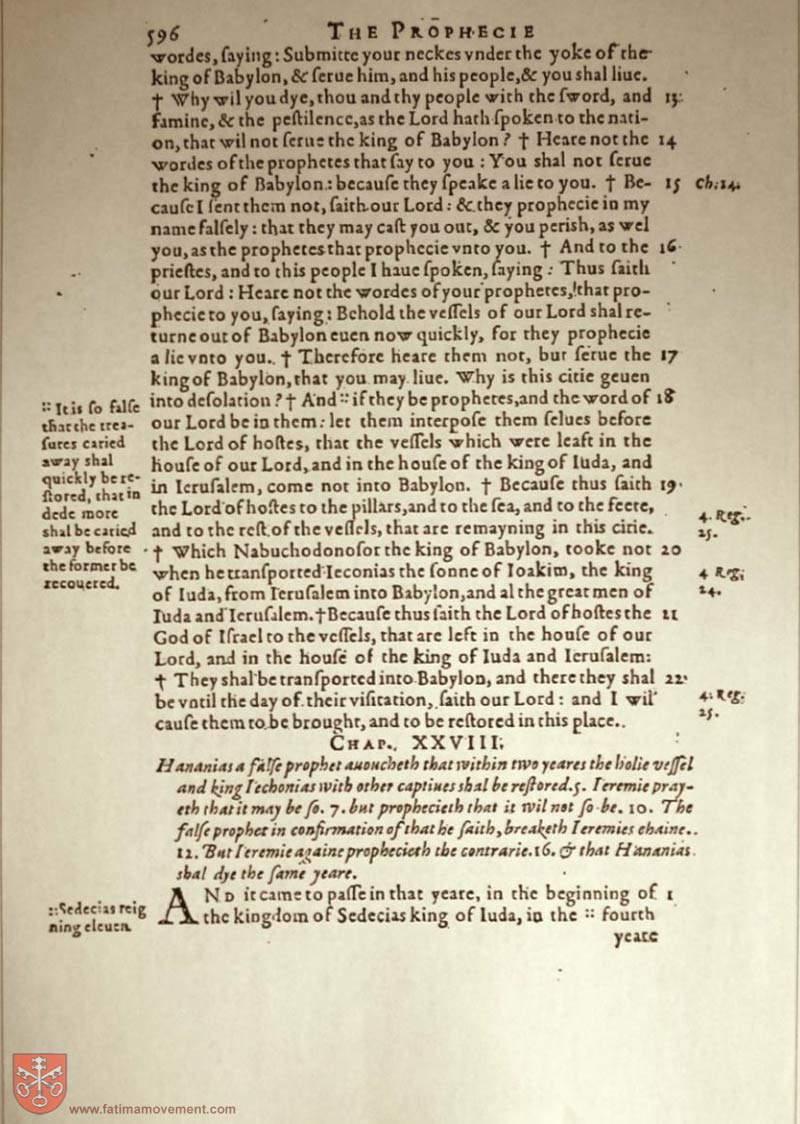 596 THE PROPHECIE
wordes, ſaying: Submitte your neckes vnder the yoke of the
king of Babylon, & ſerue him, and his people, & you shal liue.
† Why wil you dye, thou and thy people with the ſword, and 13
famine, & the peſtilence, as the Lord hath ſpoken to the nati-
on, that wil not ſerue the king of Babylon? † Heare not the 14
wordes of the prophetes that ſay to you: You shal not ſerue
the king of Babylon: becauſe they ſpeake a lie to you. † Be- 15 Ch. 14.
cauſe I ſent them not, ſaith our Lord: & they prophecie in my
name falſely: that they may caſt you out, & you perish, as wel
you, as the prophetes that prophecie vnto you. † And to the 16
prieſtes, and to this people I haue ſpoken, ſaying: Thus ſaith
our Lord: Heare not the wordes of your prophetes, that pro-
phecie to you, ſaying: Behold the veſſels of our Lord shal re-
turne out of Babylon euen now quickly, for they prophecie
a lie vnto you. † Therefore heare them not, but ſerue the 17
king of Babylon, that you may liue. Why is this citie geuen
into deſolation? † And :: if they be prophetes, and the word of 18
our Lord be in them: let them interpoſe them ſelues before
the Lord of hoſtes, that the veſſels which were leaft in the
houſe of our Lord, and in the houſe of the king of Iuda, and
in Ieruſalem, come not into Babylon. † Becauſe thus ſaith 19
the Lord of hoſtes to the pillars, and to the ſea, and to the feete,
and to the reſt of the veſſels, that are remayning in this citie.
† Which Nabuchodonoſor the king of Babylon, tooke not 20
when he tranſported Ieconias the ſonne of Ioakim, the king
of Iuda, from Ieruſalem into Babylon, and al the great men of
Iuda and Ieruſalem. † Becauſe thus ſaith the Lord of hoſtes the 21
God of Iſrael to the veſſels, that are left in the houſe of our
Lord, and in the houſe of the king of Iuda and Ieruſalem:
† They shal be tranſported into Babylon, and there they shal 22
be vntil the day of their viſitation, ſaith our Lord: and I wil
cauſe them to be brought, and to be reſtored in this place.
:: It is ſo falſe
that the trea-
ſures caried
away shal
quickly be re-
ſtored, that in
dede more
shal be caried
away before
the former be
recouered.
4. Reg.
25.
4 Reg.
24.
4. Reg.
25.
CHAP. XXVIII.
Hananias a falſe prophet auoucheth that within two yeares the holie veſſel
and king Iechonias with other captiues shal be reſtored. 5. Ieremie pray-
eth that it may be ſo. 7. but prophecieth that it wil not ſo be. 10. The
falſe prophet in confirmation of that he ſaith, breaketh Ieremies chaine.
12. But Ieremie againe prophecieth the contrarie. 16. & that Hananias
shal dye the ſame yeare.
AND it came to paſſe in that yeare, in the beginning of 1
the kingdom of Sedecias king of Iuda, in the :: fourth
yeare
:: Sedecias reig
ning eleuen
www.fatimamovement.com